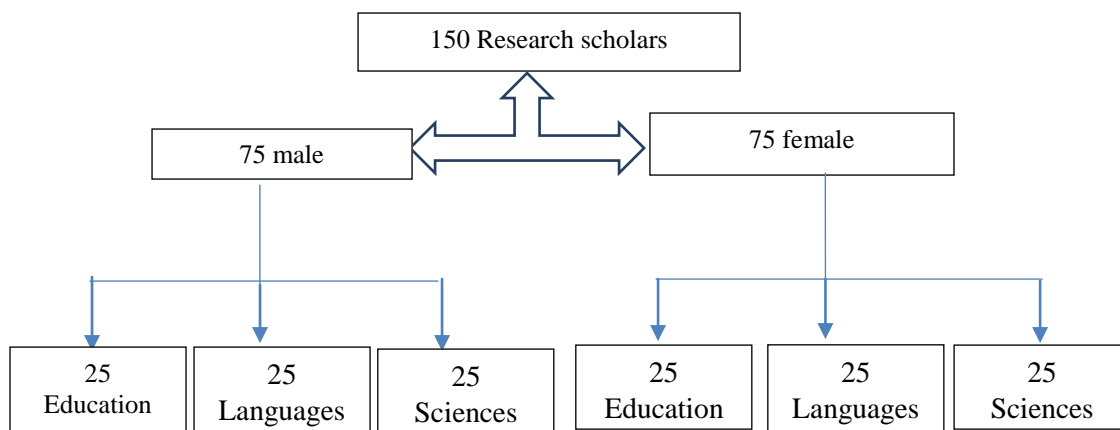 150 Research scholars
75 male
75 female
25
Education
25
Languages
25
Sciences
25
Education
25
Languages
25
Sciences